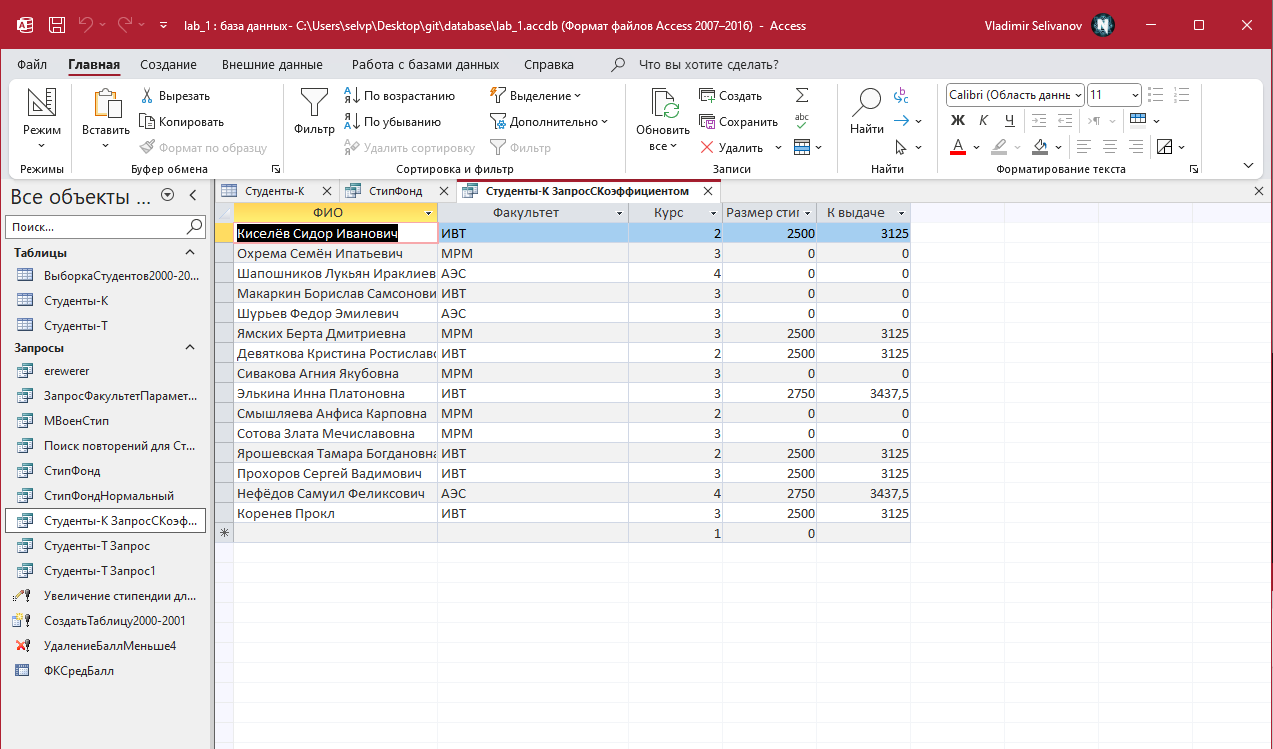 lab_1 : база данных- C:\Users\selvp\Desktop\git\database\lab_1.accdb (Формат файлов Access 2007–2016) - Access
Vladimir Selivanov
Файл Главная Создание Внешние данные Работа с базами данных Справка Что вы хотите сделать?
Режим
Режимы
Вставить
Вырезать
Копировать
Формат по образцу
Буфер обмена
Фильтр
По возрастанию
По убыванию
Удалить сортировку
Выделение
Дополнительно
Фильтр
Сортировка и фильтр
Обновить
все
Создать
Сохранить
Удалить
Записи
Найти
Найти
Calibri (Область данн
11
Ж К Ч
Форматирование текста
Все объекты ...
Поиск...
Таблицы
ВыборкаСтудентов2000-20...
Студенты-К
Студенты-Т
Запросы
erewerer
ЗапросФакультетПарамет...
МВоенСтип
Поиск повторений для Ст...
СтипФонд
СтипФондНормальный
Студенты-К ЗапросСКоэф...
Студенты-Т Запрос
Студенты-Т Запрос1
Увеличение стипендии дл...
СоздатьТаблицу2000-2001
УдалениеБаллМеньше4
ФКСредБалл
Студенты-К СтипФонд Студенты-К ЗапросСКоэффициентом
ФИО Факультет Курс Размер стип К выдаче
Киселёв Сидор Иванович ИВТ 2 2500 3125
Охрема Семён Ипатьевич МРМ 3 0 0
Шапошников Лукьян Ираклиев АЭС 4 0 0
Макаркин Борислав Самсонови ИВТ 3 0 0
Шурьев Федор Эмилевич АЭС 3 0 0
Ямских Берта Дмитриевна МРМ 3 2500 3125
Девяткова Кристина Ростиславо ИВТ 2 2500 3125
Сивакова Агния Якубовна МРМ 3 0 0
Элькина Инна Платоновна ИВТ 3 2750 3437,5
Смышляева Анфиса Карповна МРМ 2 0 0
Сотова Злата Мечиславовна МРМ 3 0 0
Ярошевская Тамара Богдановна ИВТ 2 2500 3125
Прохоров Сергей Вадимович ИВТ 3 2500 3125
Нефёдов Самуил Феликсович АЭС 4 2750 3437,5
Коренев Прокл ИВТ 3 2500 3125
1 0